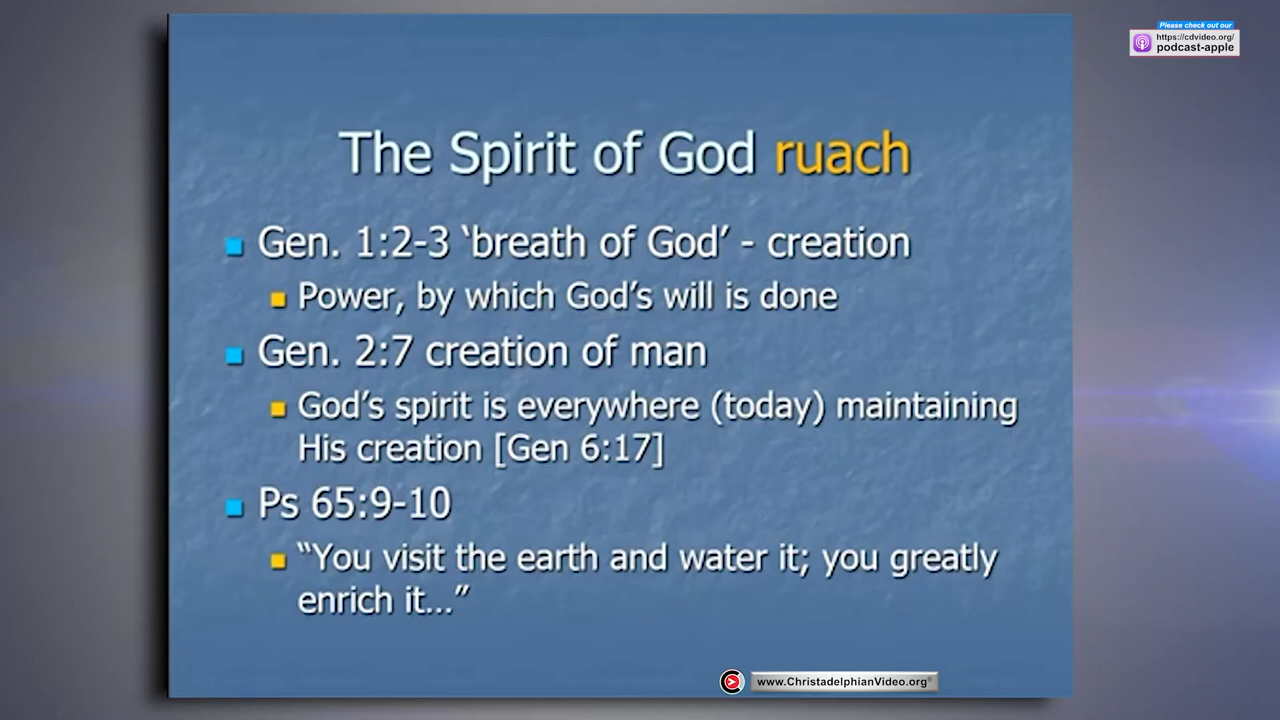 Please check out our
https://cdvideo.org/
podcast-apple
The Spirit of God ruach
Gen. 1:2-3 ‘breath of God’ - creation
Power, by which God’s will is done
Gen. 2:7 creation of man
God’s spirit is everywhere (today) maintaining
His creation [Gen 6:17]
Ps 65:9-10
“You visit the earth and water it; you greatly
enrich it…”
www.ChristadelphianVideo.org®